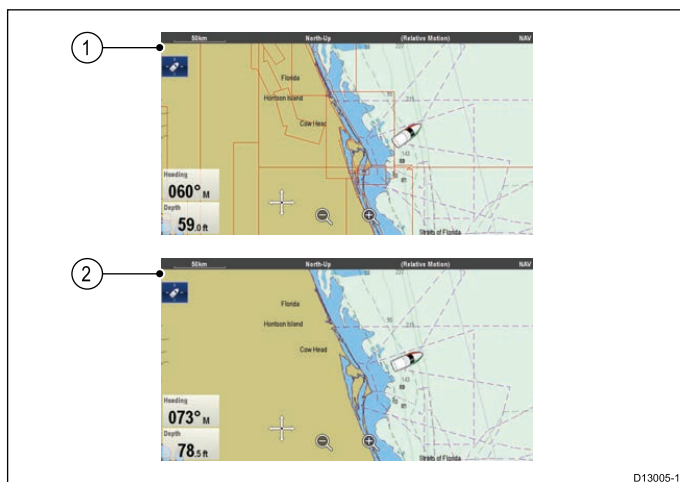 1
50km North-Up (Relative Motion) NAV
Florida
Horrison Island
Cow Head
Heading
060° M
Depth
59.0 ft
Straits of Florida
2
50km North-Up (Relative Motion) NAV
Florida
Horrison Island
Cow Head
Heading
073° M
Depth
78.5 ft
Straits of Florida
D13005-1